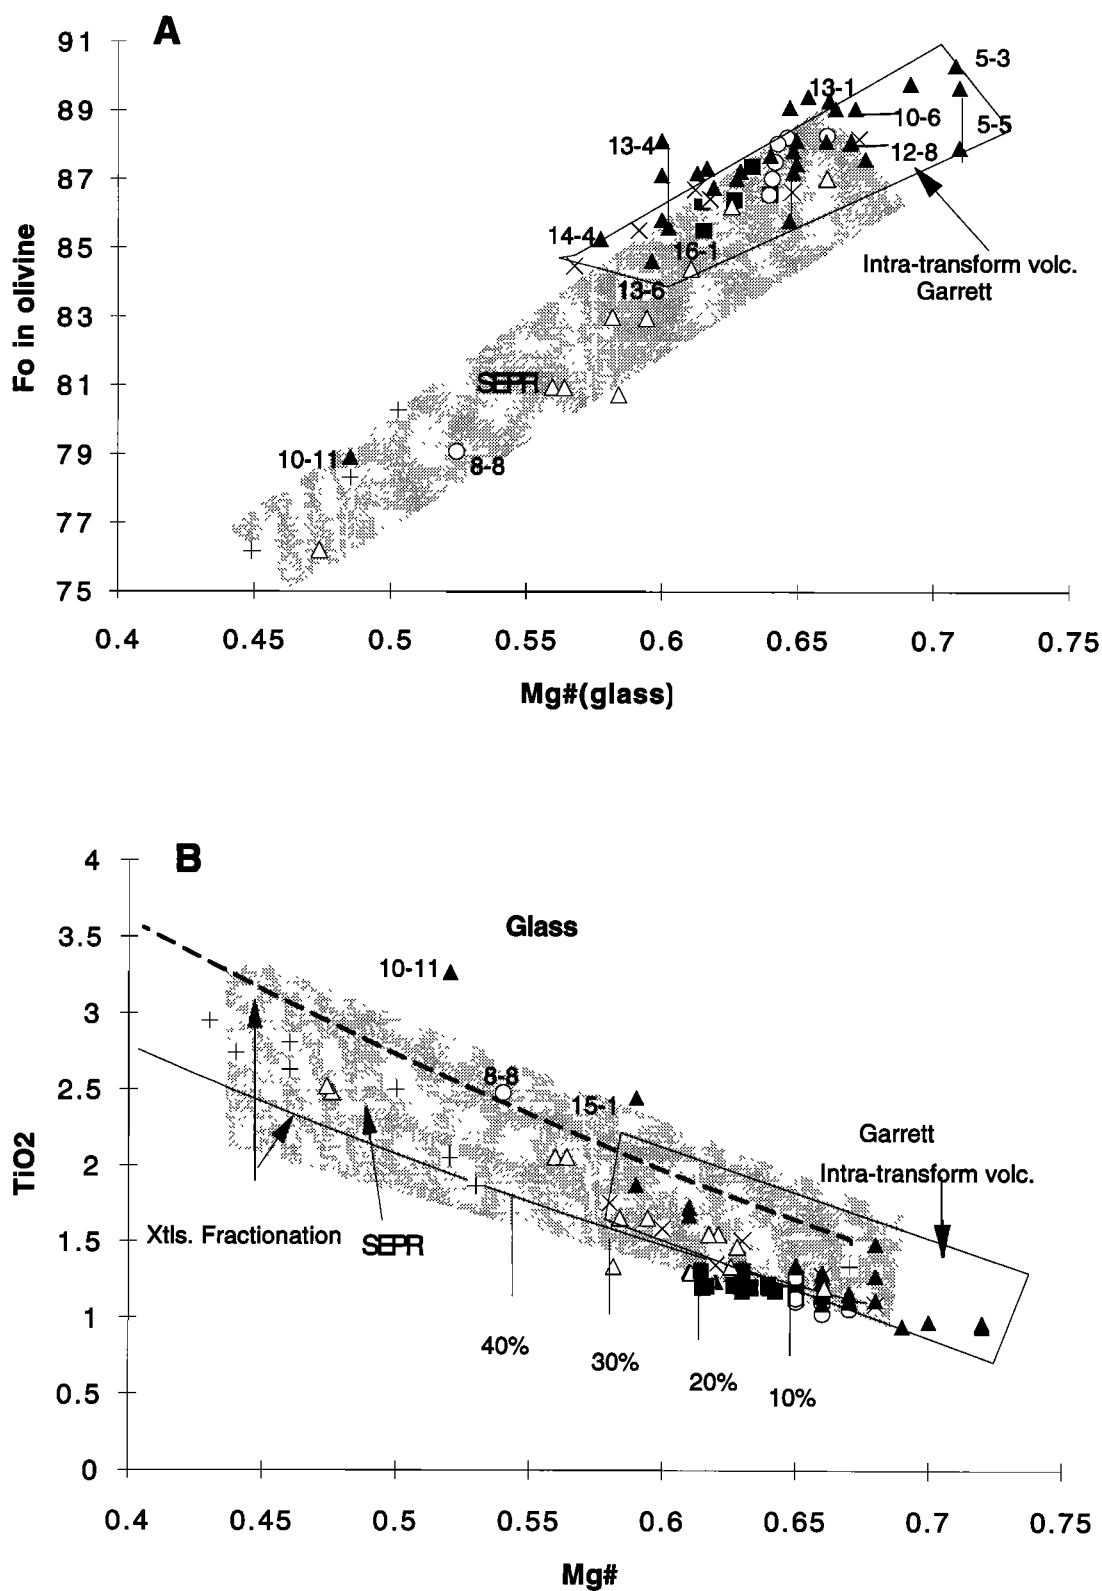 A
91
89
87
85
83
81
79
77
75
Fo in olivine
5-3
13-1
10-6
5-5
13-4
12-8
14-4
16-1
13-6
Intra-transform volc.
Garrett
SEPR
10-11
8-8
0.4 0.45 0.5 0.55 0.6 0.65 0.7 0.75
Mg#(glass)
B
4
3.5
3
2.5
2
1.5
1
0.5
0
TiO2
Glass
10-11
8-8
15-1
Garrett
Intra-transform volc.
Xtls. Fractionation
SEPR
40%
30%
20%
10%
0.4 0.45 0.5 0.55 0.6 0.65 0.7 0.75
Mg#